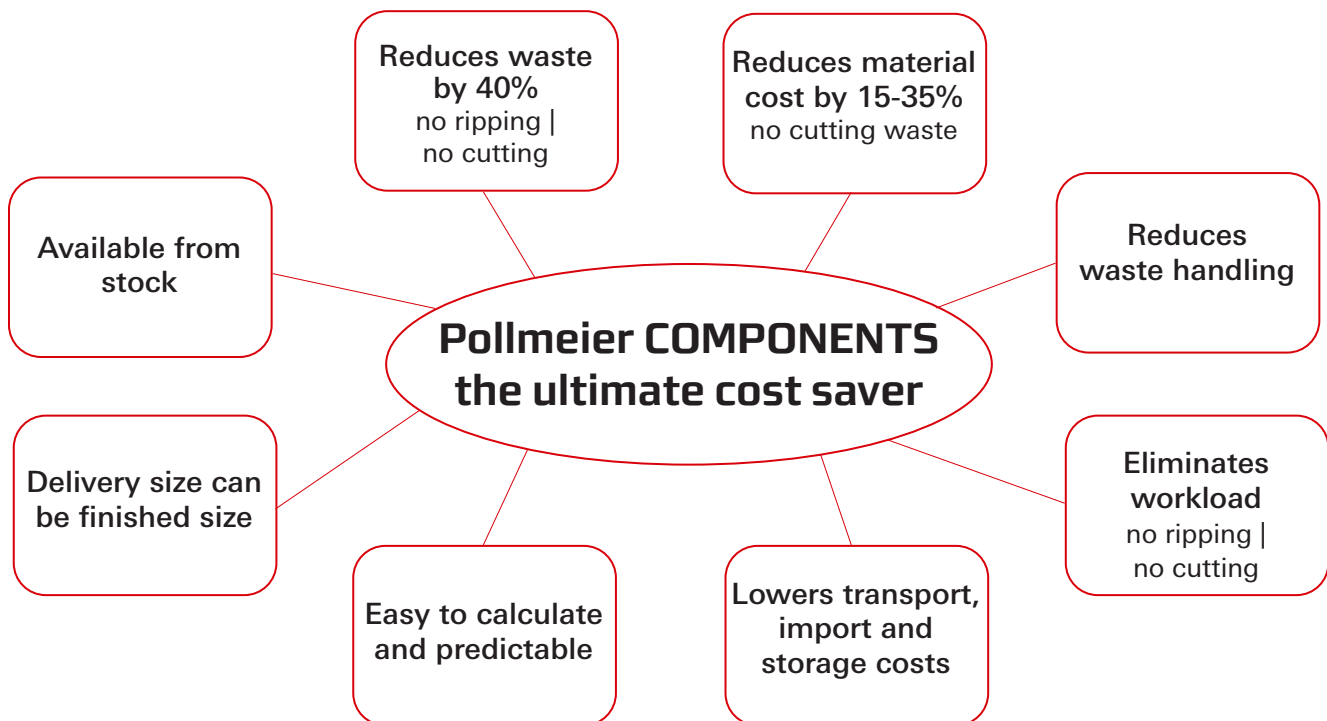 Reduces waste
by 40%
no ripping |
no cutting
Reduces material
cost by 15-35%
no cutting waste
Available from
stock
Reduces
waste handling
Pollmeier COMPONENTS
the ultimate cost saver
Delivery size can
be finished size
Eliminates
workload
no ripping |
no cutting
Easy to calculate
and predictable
Lowers transport,
import and
storage costs